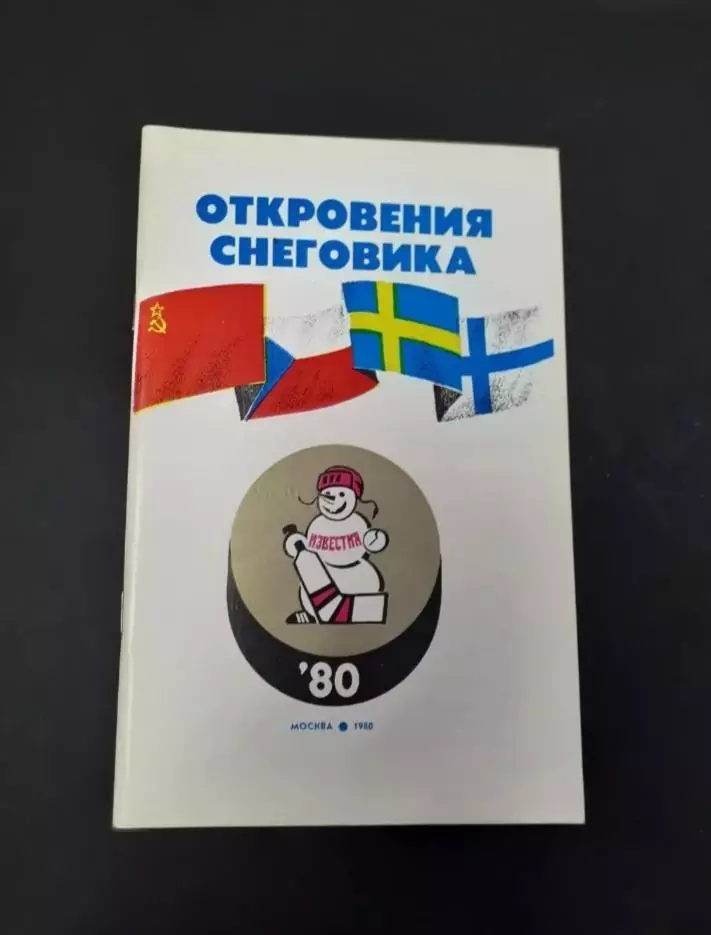 ОТКРОВЕНИЯ
СНЕГОВИКА
ИЗВЕСТИЯ
'80
МОСКВА ● 1980